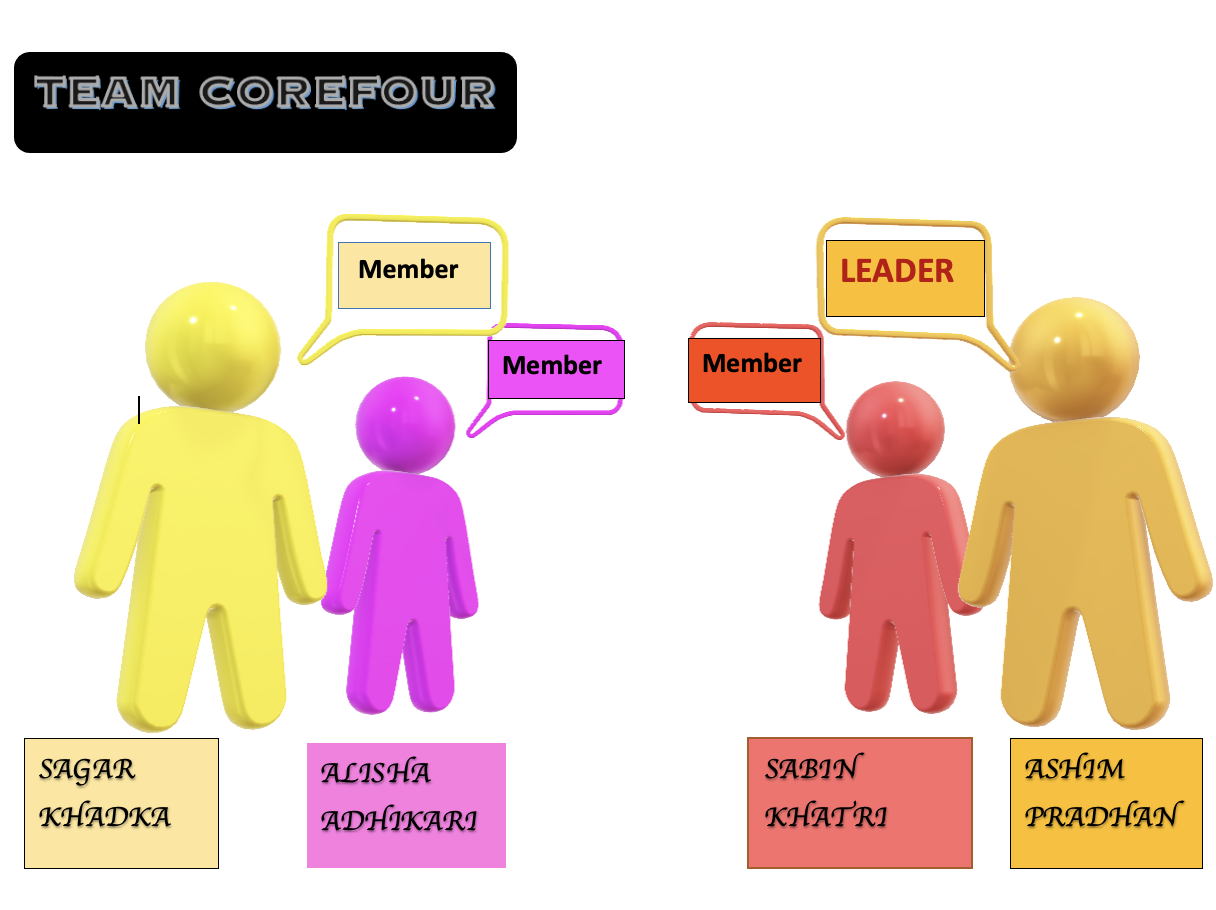 TEAM COREFOUR
Member
LEADER
Member
Member
SAGAR
KHADKA
ALISHA
ADHIKARI
SABIN
KHATRI
ASHIM
PRADHAN